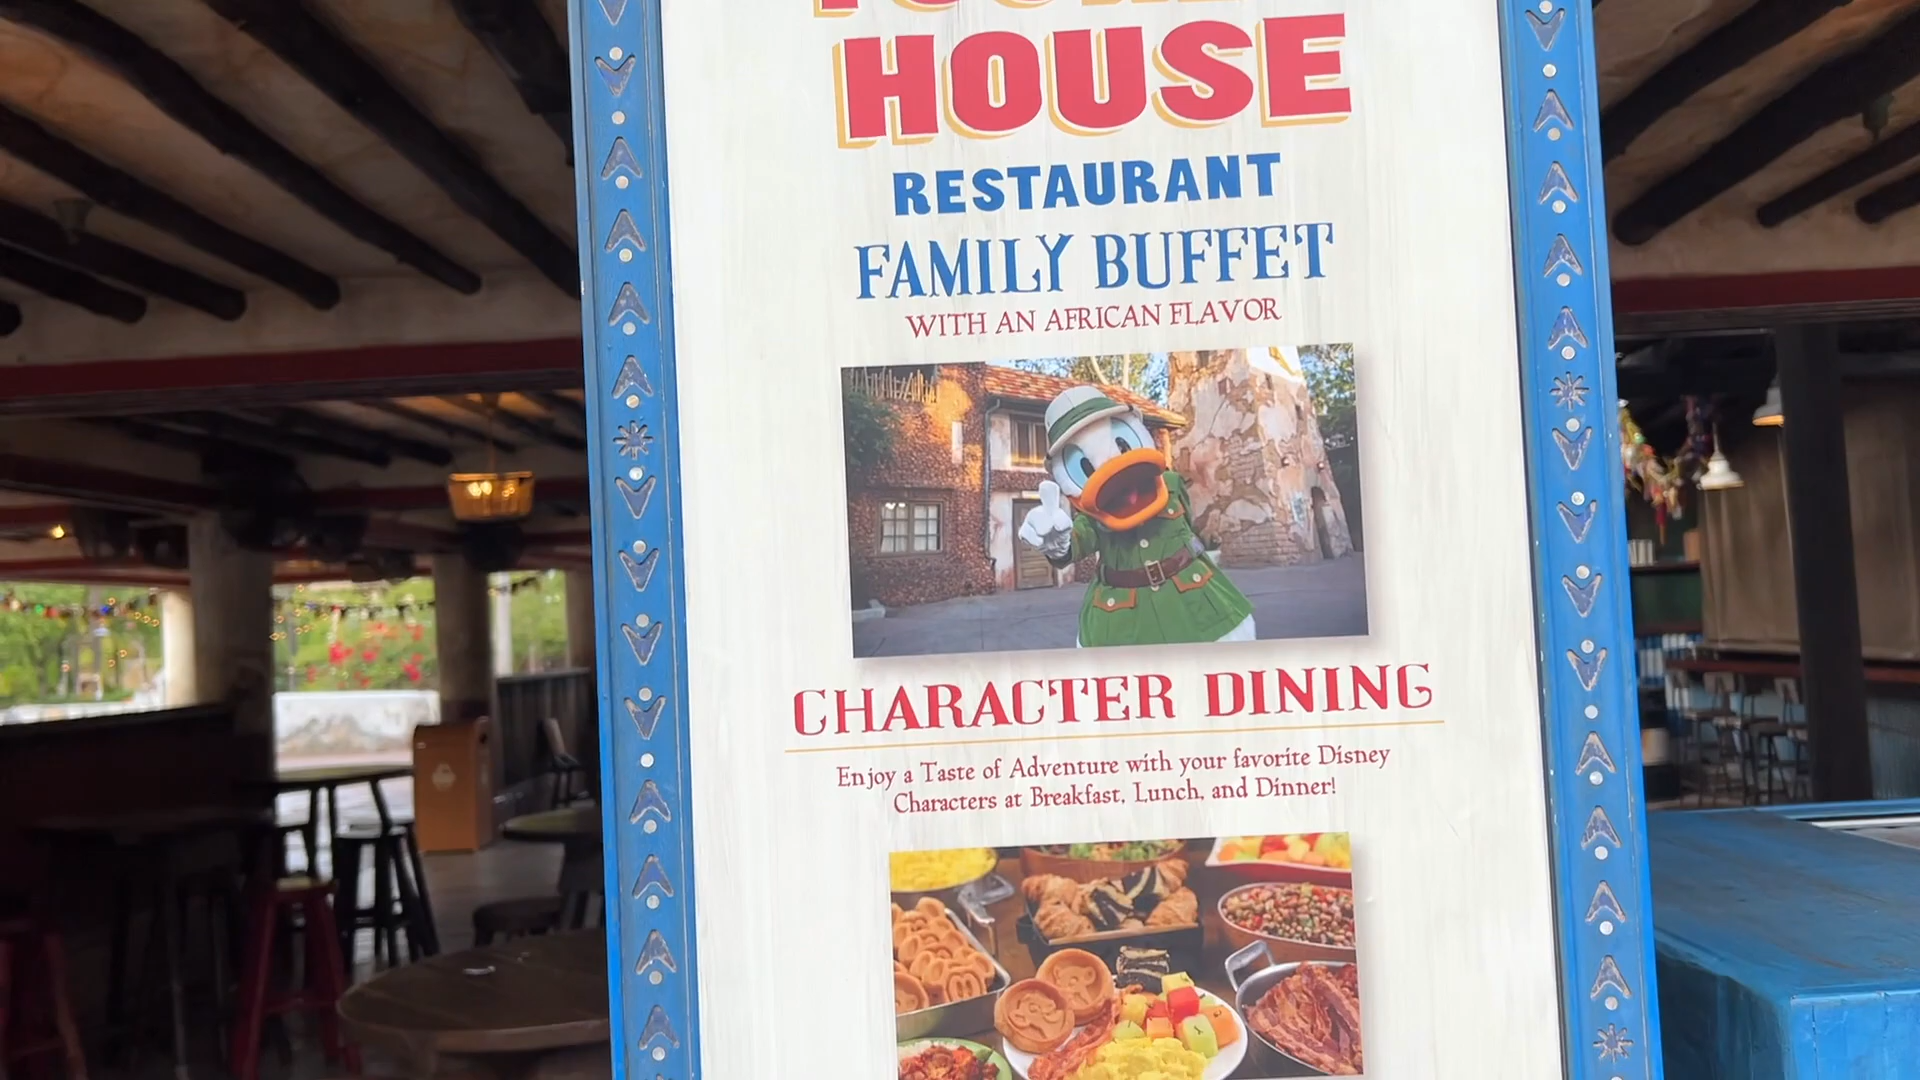 HOUSE
RESTAURANT
FAMILY BUFFET
WITH AN AFRICAN FLAVOR
CHARACTER DINING
Enjoy a Taste of Adventure with your favorite Disney
Characters at Breakfast, Lunch, and Dinner!